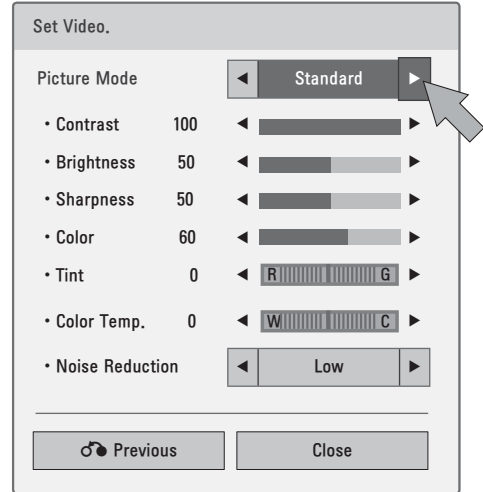 Set Video.
Picture Mode ◀ Standard ▶
• Contrast 100 ◀ ▶
• Brightness 50 ◀ ▶
• Sharpness 50 ◀ ▶
• Color 60 ◀ ▶
• Tint 0 ◀ R G ▶
• Color Temp. 0 ◀ W C ▶
• Noise Reduction ◀ Low ▶
Previous Close